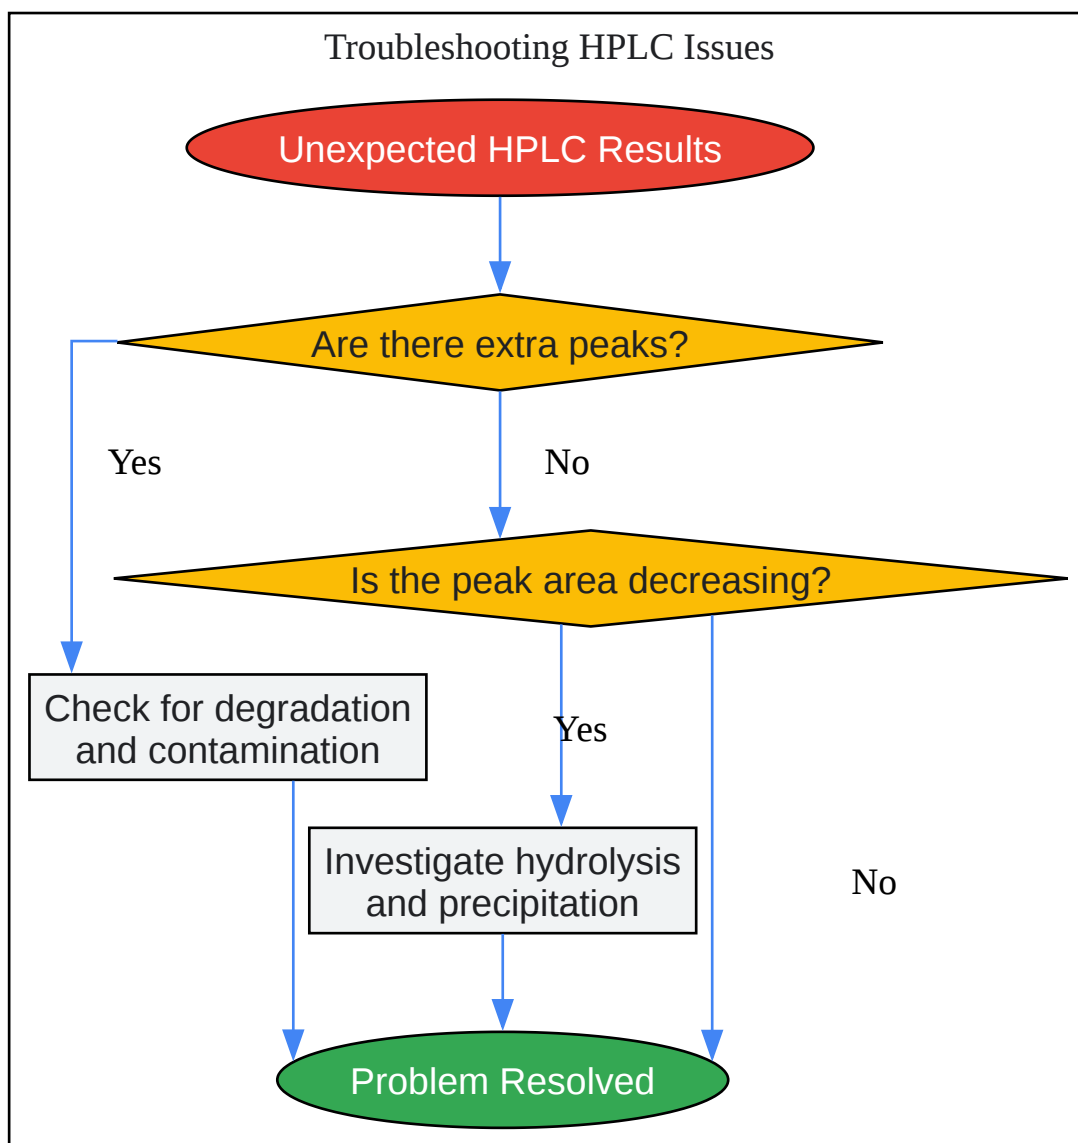 Troubleshooting HPLC Issues
Unexpected HPLC Results
Are there extra peaks?
Yes
No
Is the peak area decreasing?
Check for degradation
and contamination
Yes
Investigate hydrolysis
and precipitation
No
Problem Resolved